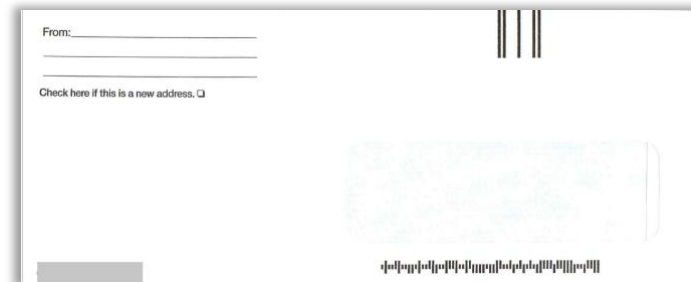 From:
Check here if this is a new address. ❑